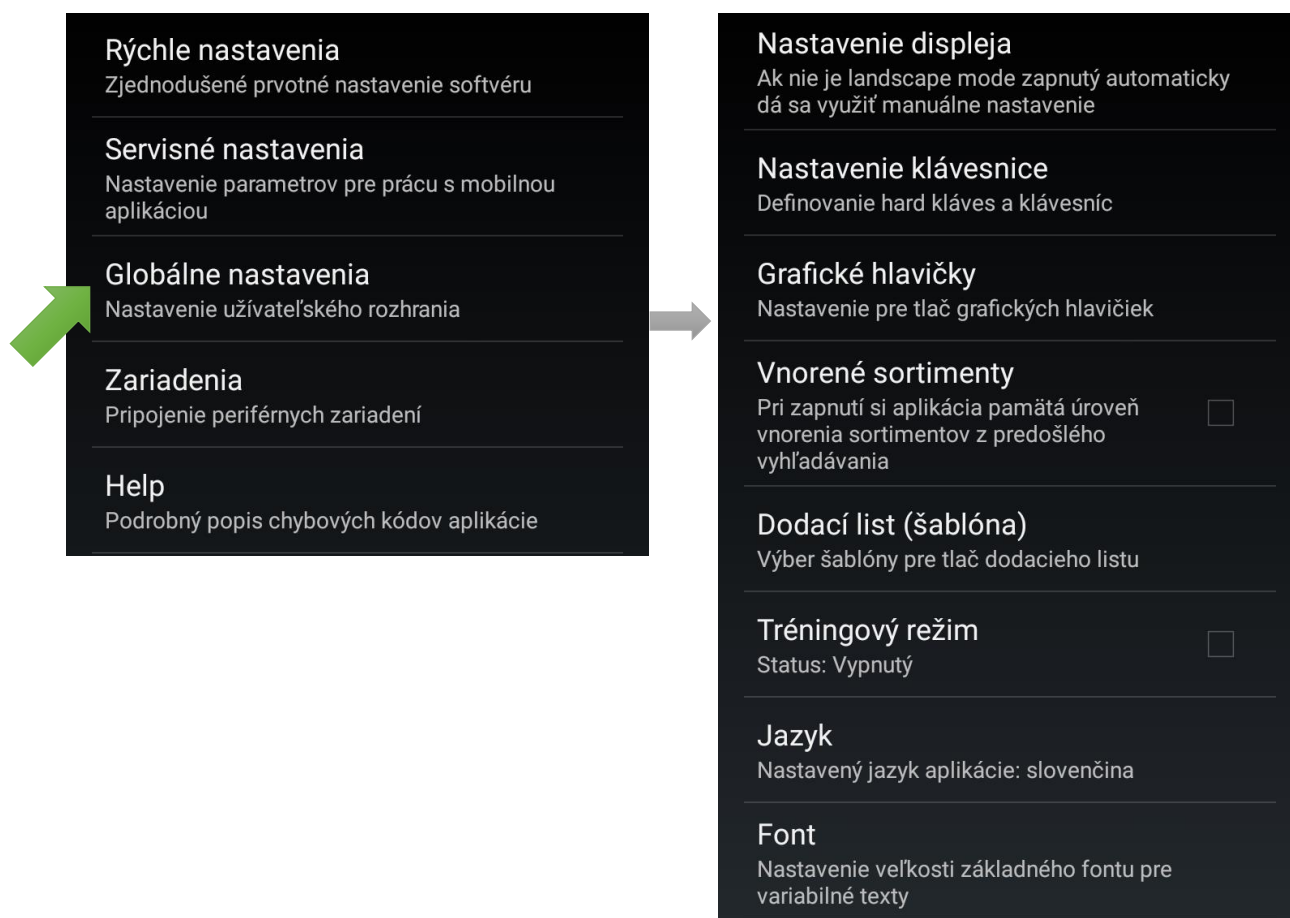 Rýchle nastavenia
Zjednodušené prvotné nastavenie softvéru
Servisné nastavenia
Nastavenie parametrov pre prácu s mobilnou
aplikáciou
Globálne nastavenia
Nastavenie užívateľského rozhrania
Zariadenia
Pripojenie periférnych zariadení
Help
Podrobný popis chybových kódov aplikácie
Nastavenie displeja
Ak nie je landscape mode zapnutý automaticky
dá sa využiť manuálne nastavenie
Nastavenie klávesnice
Definovanie hard kláves a klávesníc
Grafické hlavičky
Nastavenie pre tlač grafických hlavičiek
Vnorené sortimenty
Pri zapnutí si aplikácia pamätá úroveň
vnorenia sortimentov z predošlého
vyhľadávania
Dodací list (šablóna)
Výber šablóny pre tlač dodacieho listu
Tréningový režim
Status: Vypnutý
Jazyk
Nastavený jazyk aplikácie: slovenčina
Font
Nastavenie veľkosti základného fontu pre
variabilné texty